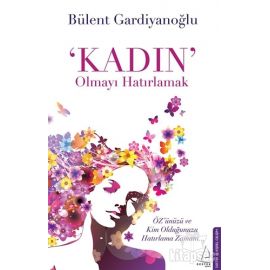 Bülent Gardiyanoğlu
'KADIN'
Olmayı Hatırlamak
ÖZ'ünüzü ve
Kim Olduğunuzu
Hatırlama Zamanı...